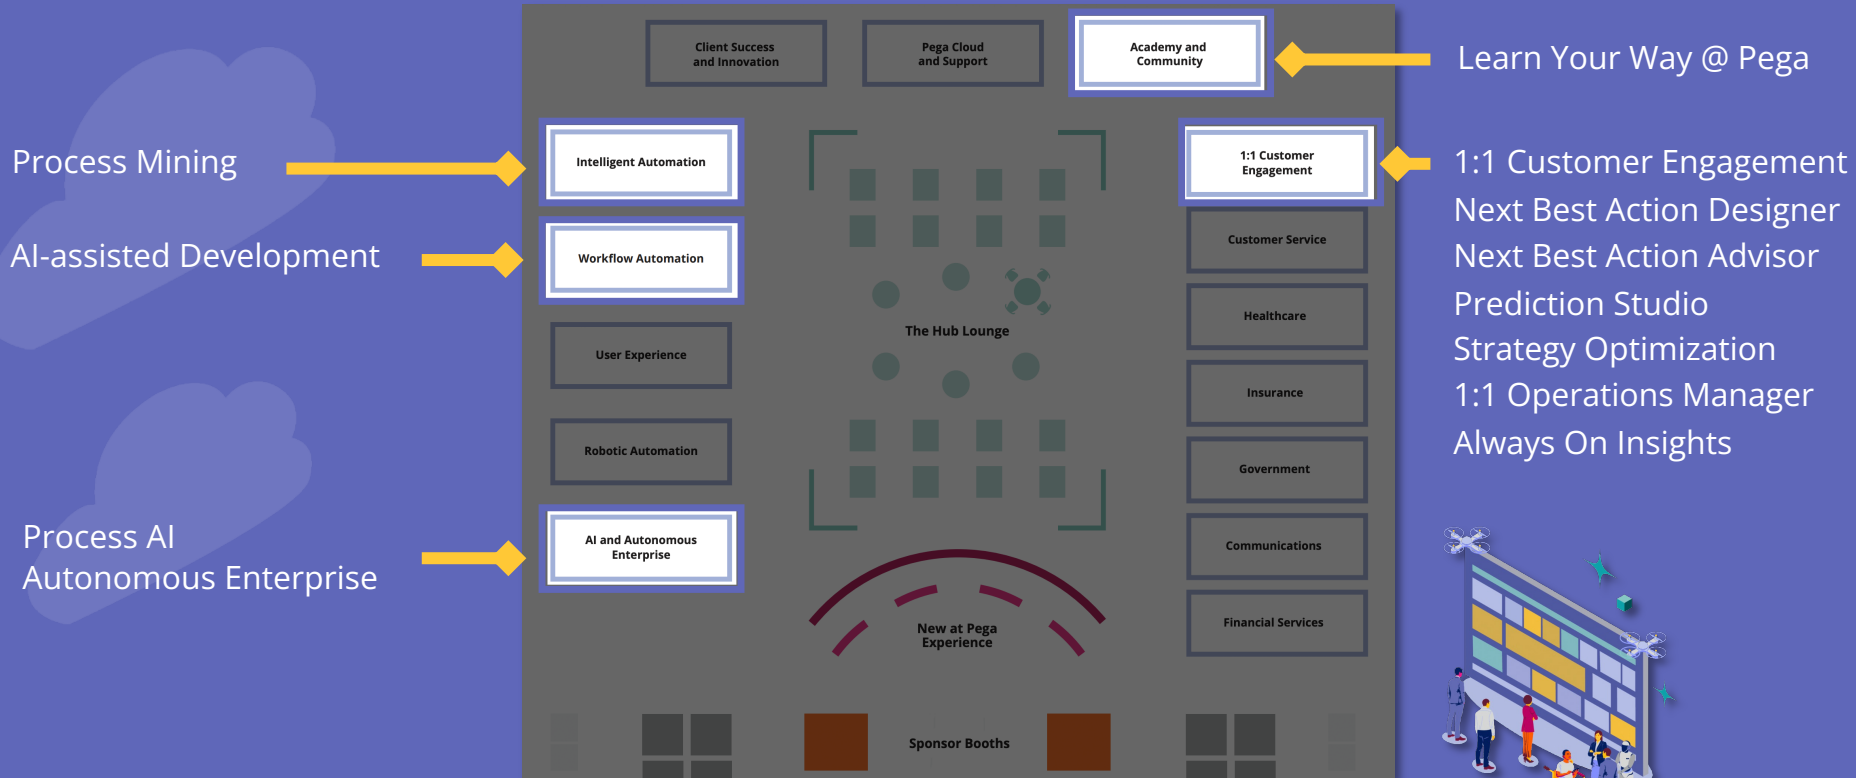 Client Success
and Innovation
Pega Cloud
and Support
Academy and
Community
Learn Your Way @ Pega
Process Mining
Intelligent Automation
1:1 Customer
Engagement
1:1 Customer Engagement
Next Best Action Designer
Next Best Action Advisor
Prediction Studio
Strategy Optimization
1:1 Operations Manager
Always On Insights
AI-assisted Development
Workflow Automation
Customer Service
User Experience
The Hub Lounge
Healthcare
Insurance
Robotic Automation
Government
Process AI
Autonomous Enterprise
AI and Autonomous
Enterprise
Communications
New at Pega
Experience
Financial Services
Sponsor Booths